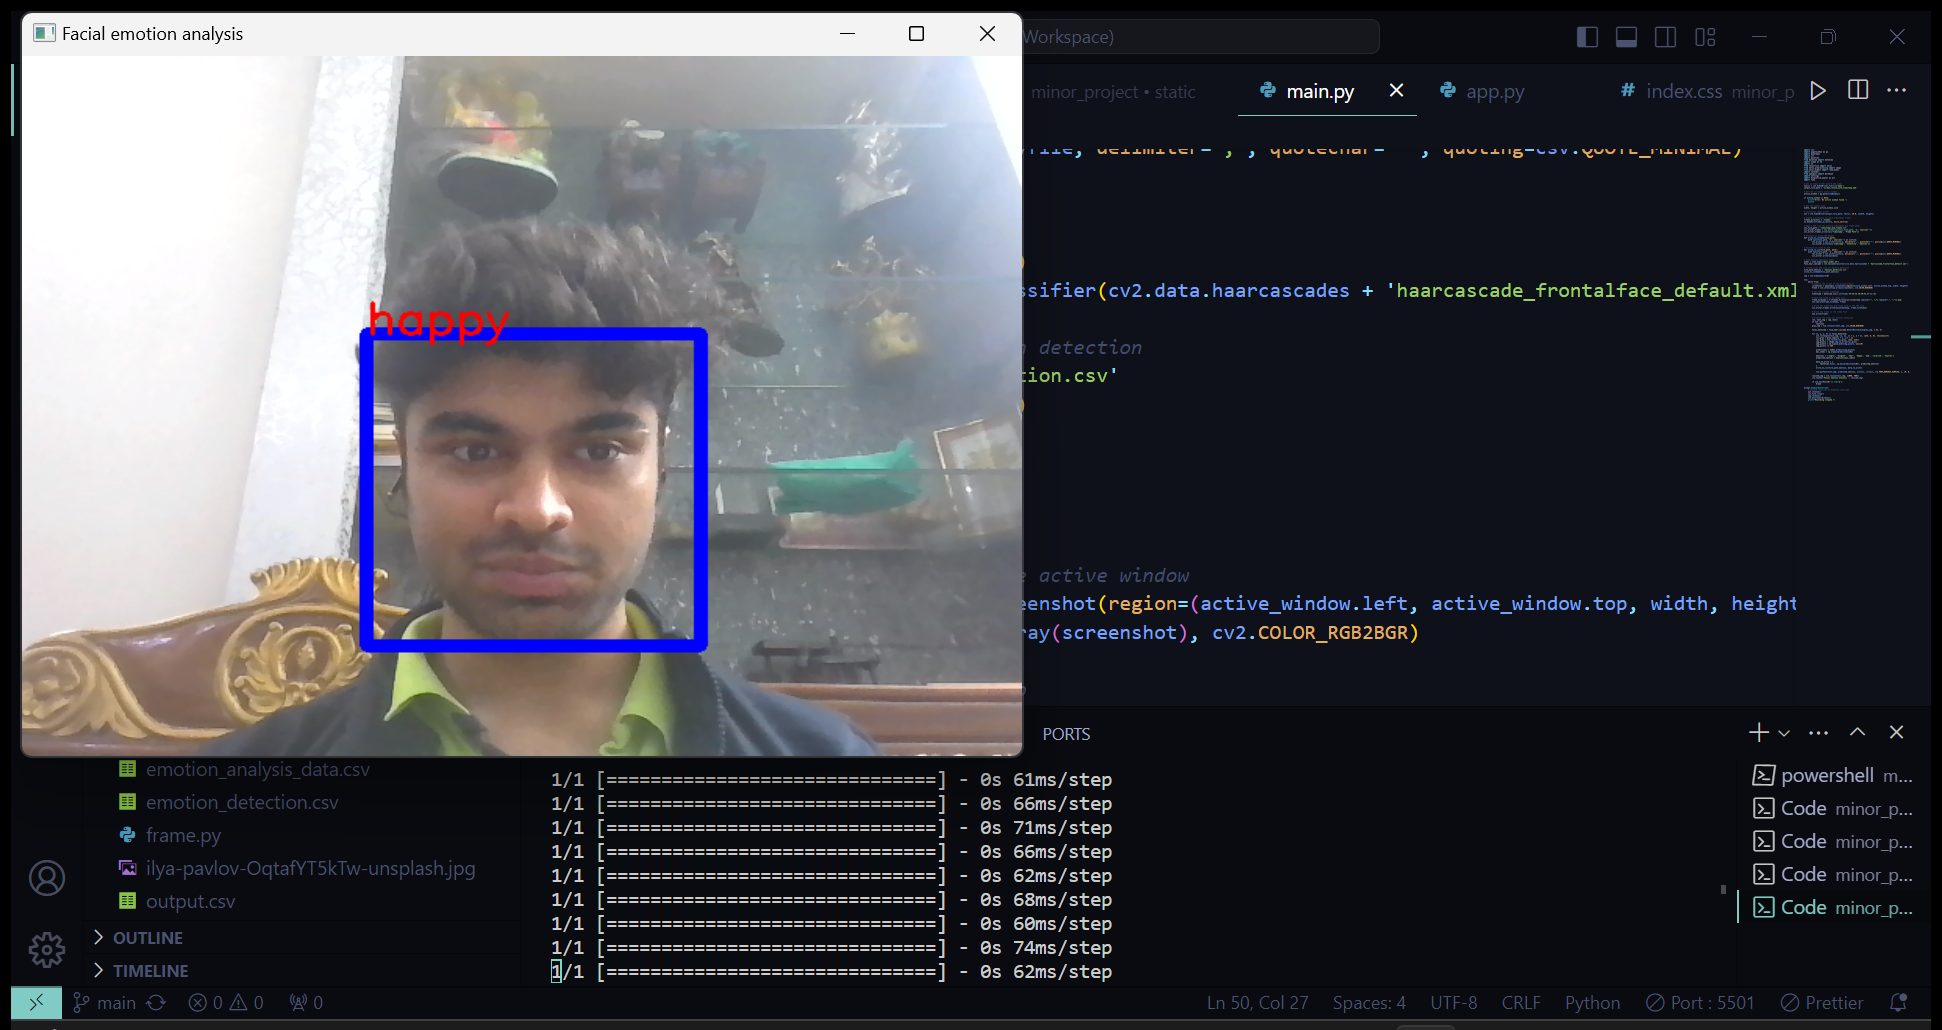 Facial emotion analysis
Workspace)
minor_project • static
main.py
app.py
# index.css minor_p
happy
file, delimiter=',', quotechar= , quoting=csv.QUOTE_MINIMAL)
)
ssifier(cv2.data.haarcascades + 'haarcascade_frontalface_default.xml
detection
ion.csv'
)
active window
eenshot(region=(active_window.left, active_window.top, width, height
ray(screenshot), cv2.COLOR_RGB2BGR)
PORTS
emotion_analysis_data.csv
emotion_detection.csv
frame.py
ilya-pavlov-OqtafYT5kTw-unsplash.jpg
output.csv
OUTLINE
TIMELINE
1/1 [==============================] - 0s 61ms/step
1/1 [==============================] - 0s 66ms/step
1/1 [==============================] - 0s 71ms/step
1/1 [==============================] - 0s 66ms/step
1/1 [==============================] - 0s 62ms/step
1/1 [==============================] - 0s 68ms/step
1/1 [==============================] - 0s 60ms/step
1/1 [==============================] - 0s 74ms/step
1/1 [==============================] - 0s 62ms/step
powershell m...
Code minor_p...
Code minor_p...
Code minor_p...
Code minor_p...
main 0 0 0
Ln 50, Col 27 Spaces: 4 UTF-8 CRLF Python Port : 5501 Prettier